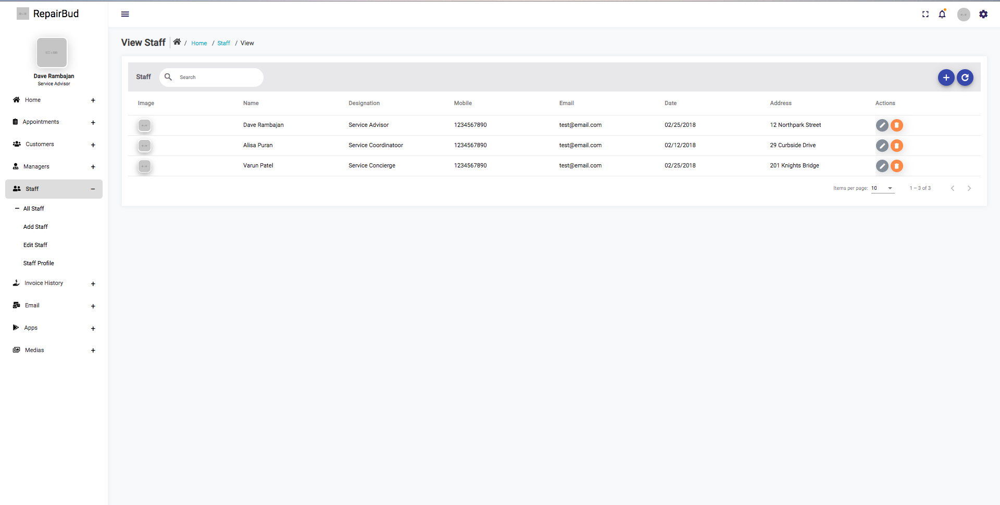 RepairBud
Dave Rambajan
Service Advisor
Home
Appointments
Customers
Managers
Staff
All Staff
Add Staff
Edit Staff
Staff Profile
Invoice History
Email
Apps
Medias
View Staff / Home / Staff / View
Staff Search
Image Name Designation Mobile Email Date Address Actions
Dave Rambajan Service Advisor 1234567890 test@email.com 02/25/2018 12 Northpark Street
Alisa Puran Service Coordinatoor 1234567890 test@email.com 02/12/2018 29 Curbside Drive
Varun Patel Service Concierge 1234567890 test@email.com 02/25/2018 201 Knights Bridge
Items per page: 10 1 – 3 of 3